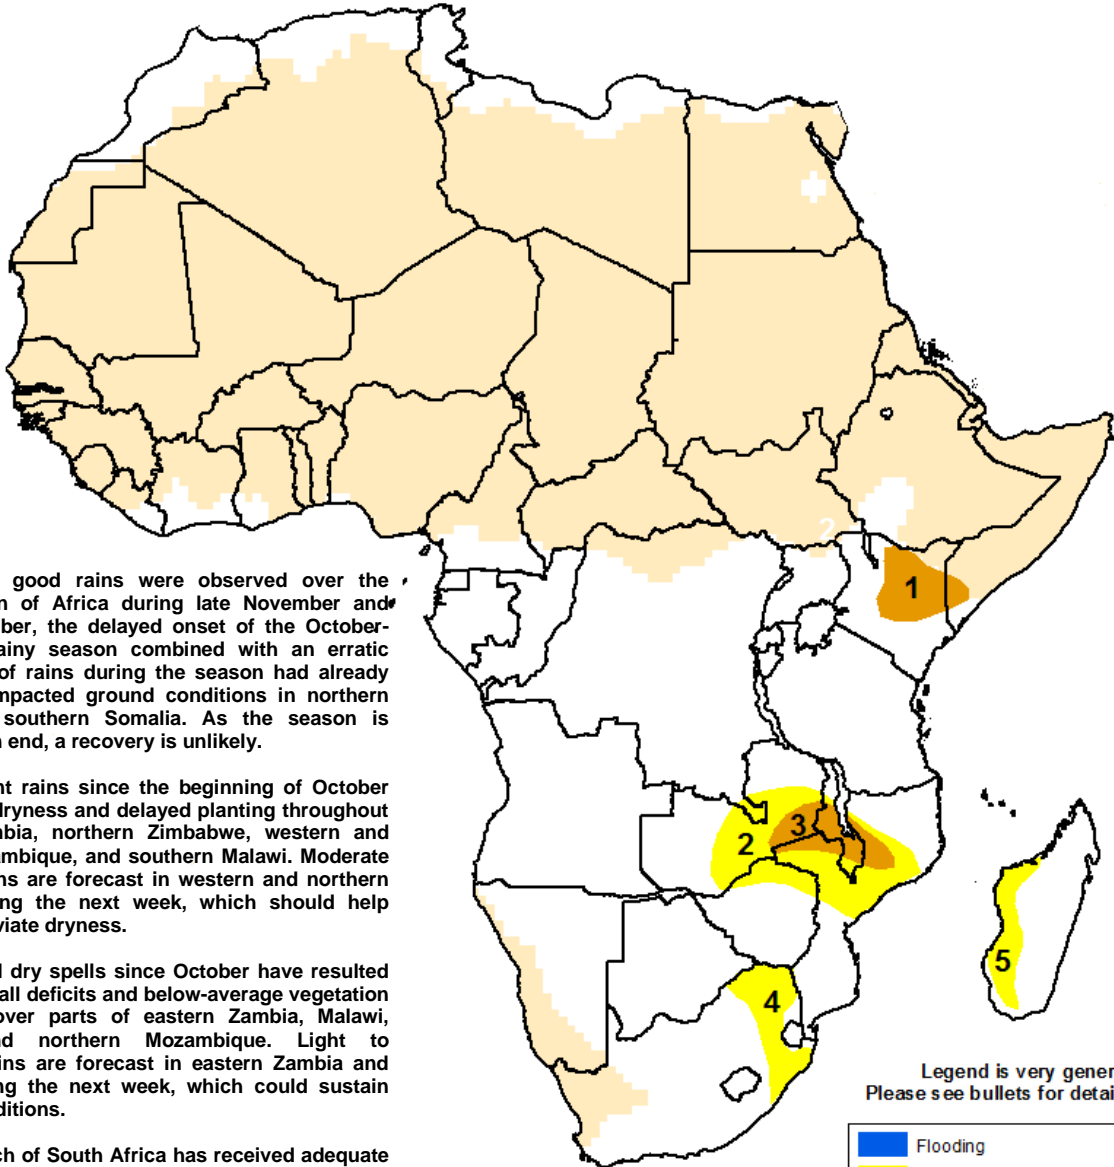 good rains were observed over the
n of Africa during late November and
ber, the delayed onset of the October-
ainy season combined with an erratic
of rains during the season had already
mpacted ground conditions in northern
southern Somalia. As the season is
end, a recovery is unlikely.
nt rains since the beginning of October
dryness and delayed planting throughout
bia, northern Zimbabwe, western and
ambique, and southern Malawi. Moderate
ns are forecast in western and northern
ing the next week, which should help
viate dryness.
d dry spells since October have resulted
all deficits and below-average vegetation
over parts of eastern Zambia, Malawi,
nd northern Mozambique. Light to
ins are forecast in eastern Zambia and
ng the next week, which could sustain
ditions.
ch of South Africa has received adequate
2
1
2
3
4
5
Legend is very gener
Please see bullets for detai
Flooding